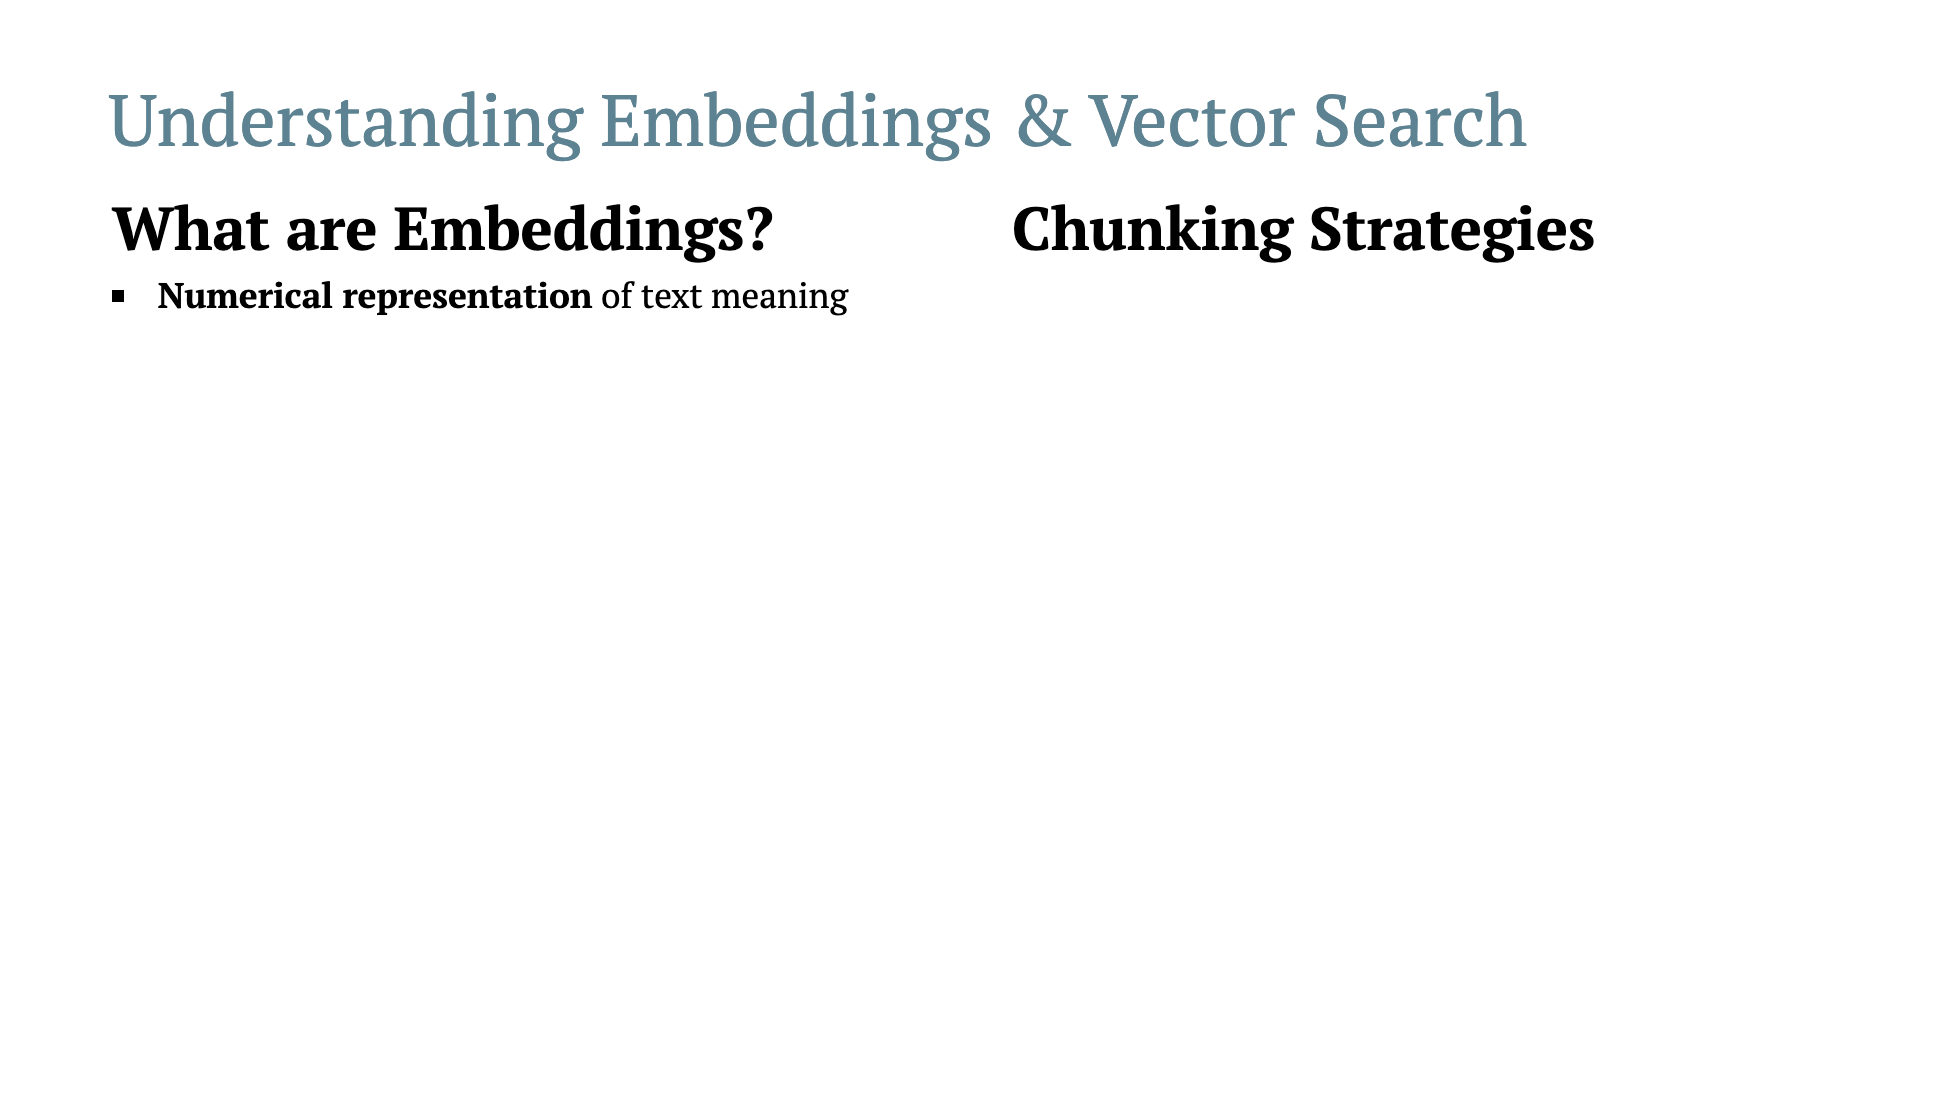 Understanding Embeddings & Vector Search
What are Embeddings?
▪ Numerical representation of text meaning
Chunking Strategies